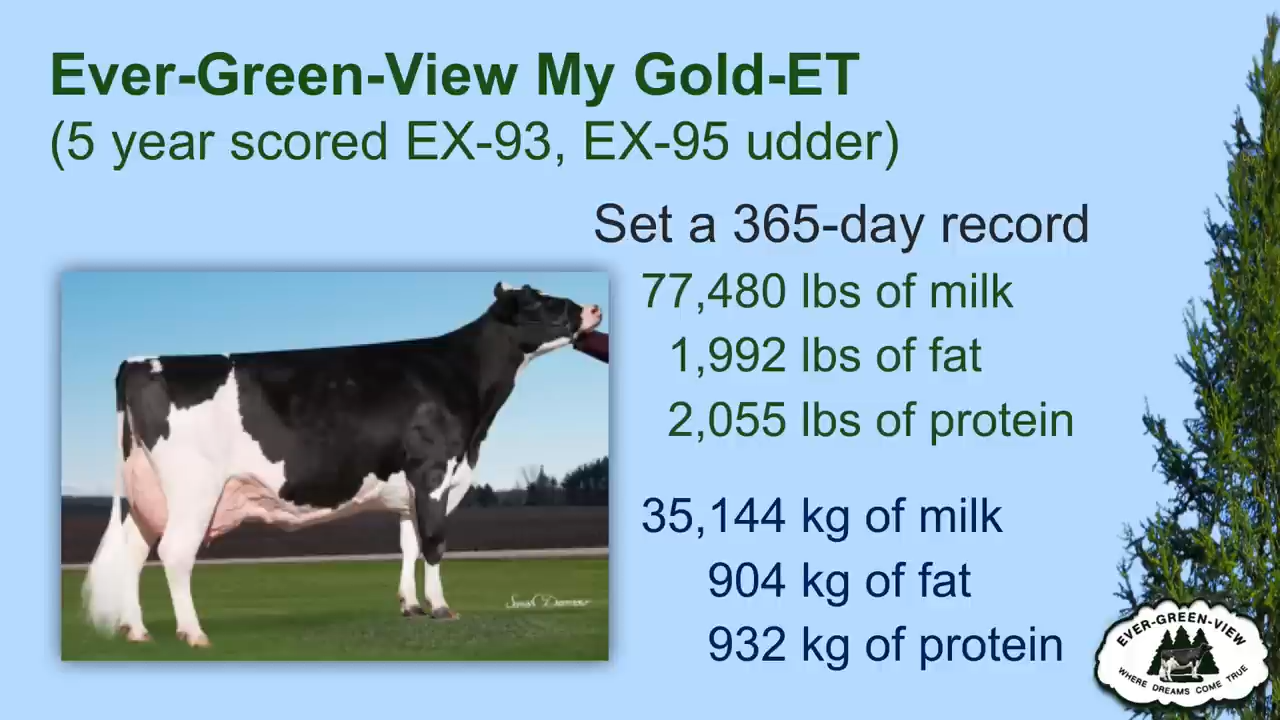 Ever-Green-View My Gold-ET
(5 year scored EX-93, EX-95 udder)
Set a 365-day record
77,480 lbs of milk
1,992 lbs of fat
2,055 lbs of protein
35,144 kg of milk
904 kg of fat
932 kg of protein
EVER-GREEN-VIEW
WHERE DREAMS COME TRUE